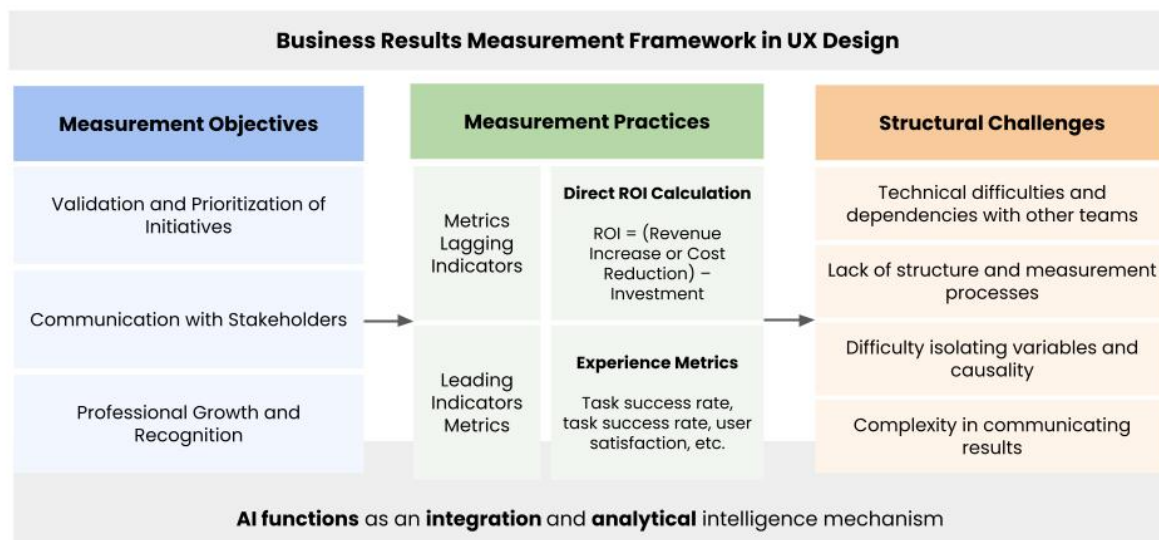 Business Results Measurement Framework in UX Design
Measurement Objectives
Validation and Prioritization of
Initiatives
Communication with Stakeholders
Professional Growth and
Recognition
Measurement Practices
Metrics
Lagging
Indicators
Direct ROI Calculation
ROI = (Revenue
Increase or Cost
Reduction) –
Investment
Leading
Indicators
Metrics
Experience Metrics
Task success rate,
task success rate, user
satisfaction, etc.
Structural Challenges
Technical difficulties and
dependencies with other teams
Lack of structure and measurement
processes
Difficulty isolating variables and
causality
Complexity in communicating
results
AI functions as an integration and analytical intelligence mechanism